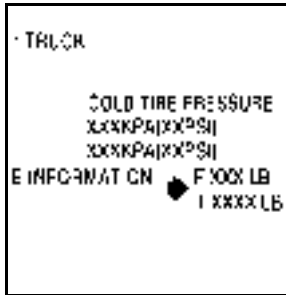 TRUCK
COLD TIRE PRESSURE
XXXKPA(XXPSI)
XXXKPA(XXPSI)
E INFORMATION F XXX LB
XXXX LB